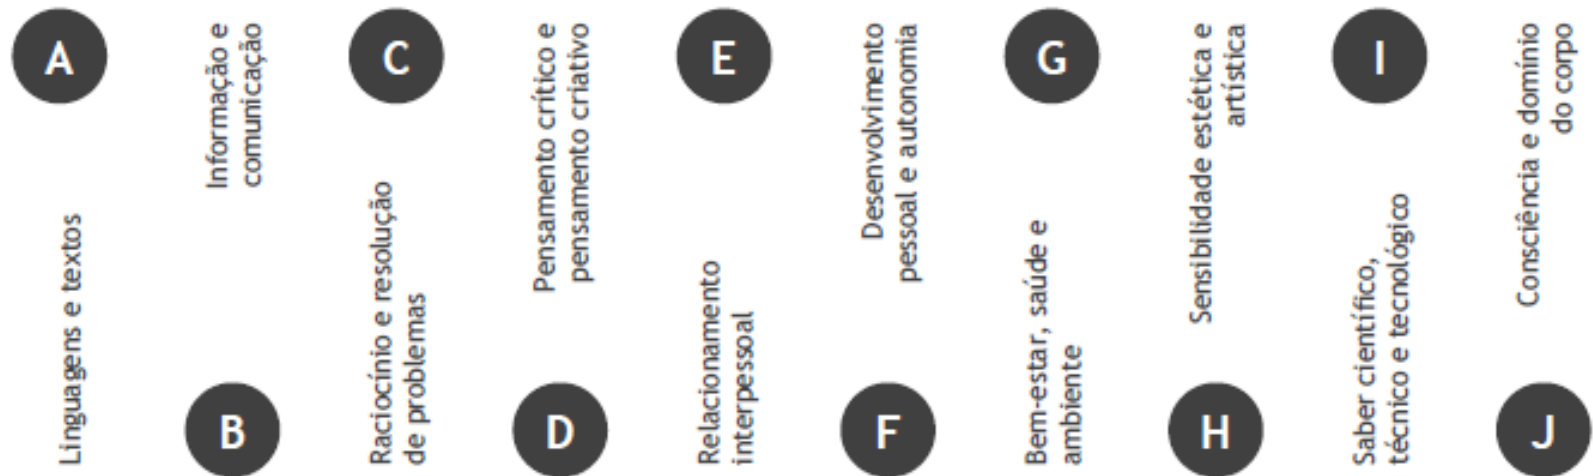 A
Linguagens e textos
B
Informação e
comunicação
C
Raciocínio e resolução
de problemas
D
Pensamento crítico e
pensamento criativo
E
Relacionamento
interpessoal
F
Desenvolvimento
pessoal e autonomia
G
Bem-estar, saúde e
ambiente
H
Sensibilidade estética e
artística
I
Saber científico,
técnico e tecnológico
J
Consciência e domínio
do corpo